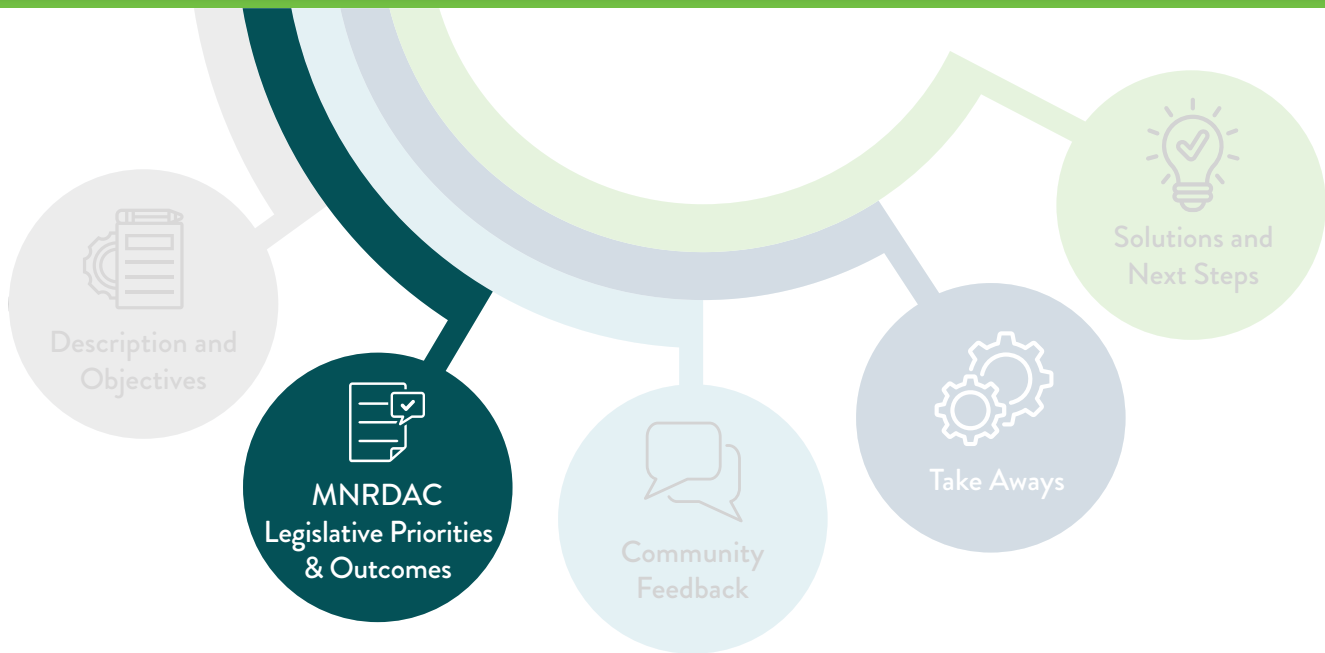 Description and
Objectives
MNRDAC
Legislative Priorities
& Outcomes
Community
Feedback
Take Aways
Solutions and
Next Steps